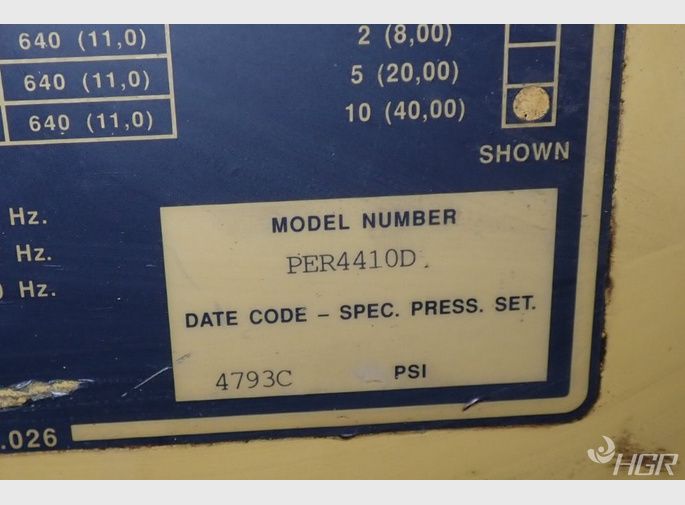 640 (11,0)
640 (11,0)
640 (11,0)
2 (8,00)
5 (20,00)
10 (40,00)
SHOWN
Hz.
Hz.
0 Hz.
MODEL NUMBER
PER4410D
DATE CODE – SPEC. PRESS. SET.
4793C PSI
.026
HGR